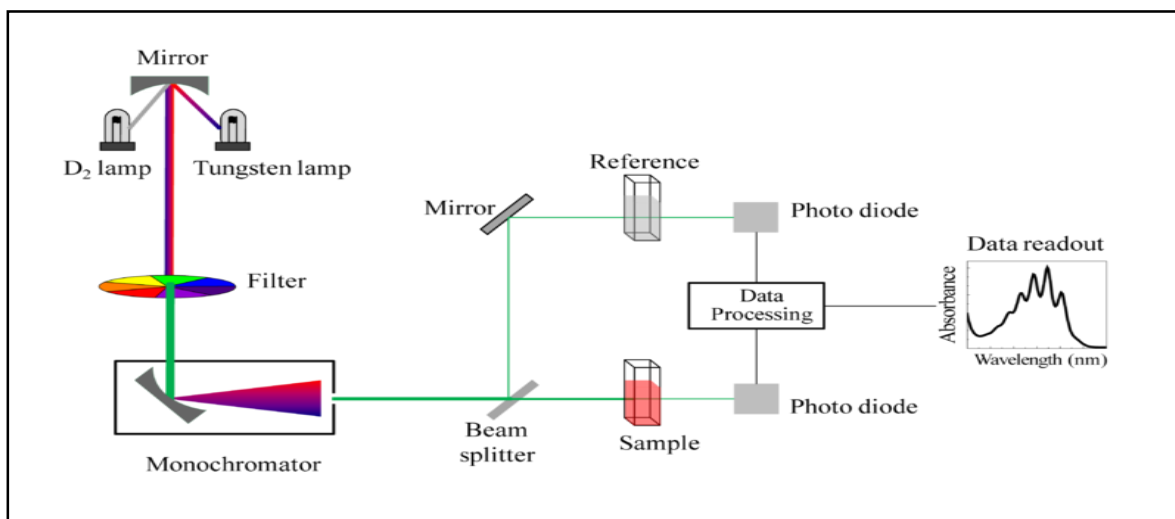 Mirror
D₂ lamp
Tungsten lamp
Filter
Monochromator
Mirror
Beam
splitter
Reference
Sample
Photo diode
Data
Processing
Photo diode
Data readout
Absorbance
Wavelength (nm)